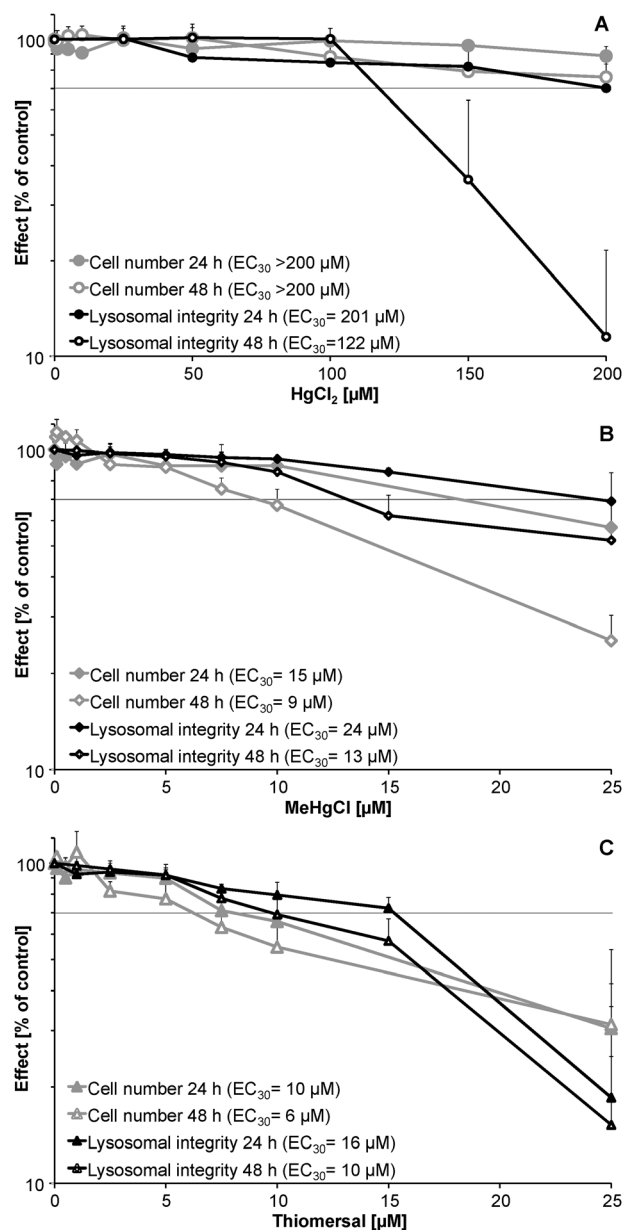 A
100
10
Effect [% of control]
Cell number 24 h (EC30 >200 µM)
Cell number 48 h (EC30 >200 µM)
Lysosomal integrity 24 h (EC30= 201 µM)
Lysosomal integrity 48 h (EC30=122 µM)
0 50 100 150 200
HgCl2 [µM]
B
100
10
Effect [% of control]
Cell number 24 h (EC30= 15 µM)
Cell number 48 h (EC30= 9 µM)
Lysosomal integrity 24 h (EC30= 24 µM)
Lysosomal integrity 48 h (EC30= 13 µM)
0 5 10 15 20 25
MeHgCl [µM]
C
100
10
Effect [% of control]
Cell number 24 h (EC30= 10 µM)
Cell number 48 h (EC30= 6 µM)
Lysosomal integrity 24 h (EC30= 16 µM)
Lysosomal integrity 48 h (EC30= 10 µM)
0 5 10 15 20 25
Thiomersal [µM]